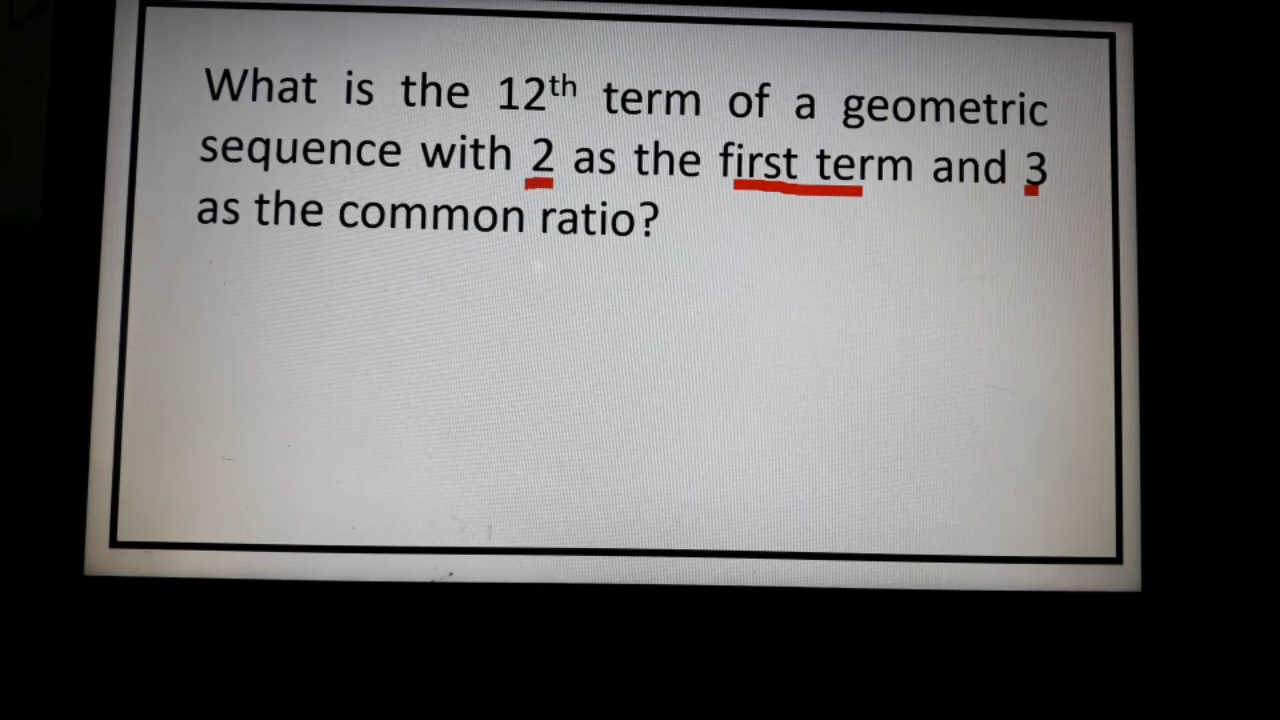 What is the 12th term of a geometric
sequence with 2 as the first term and 3
as the common ratio?